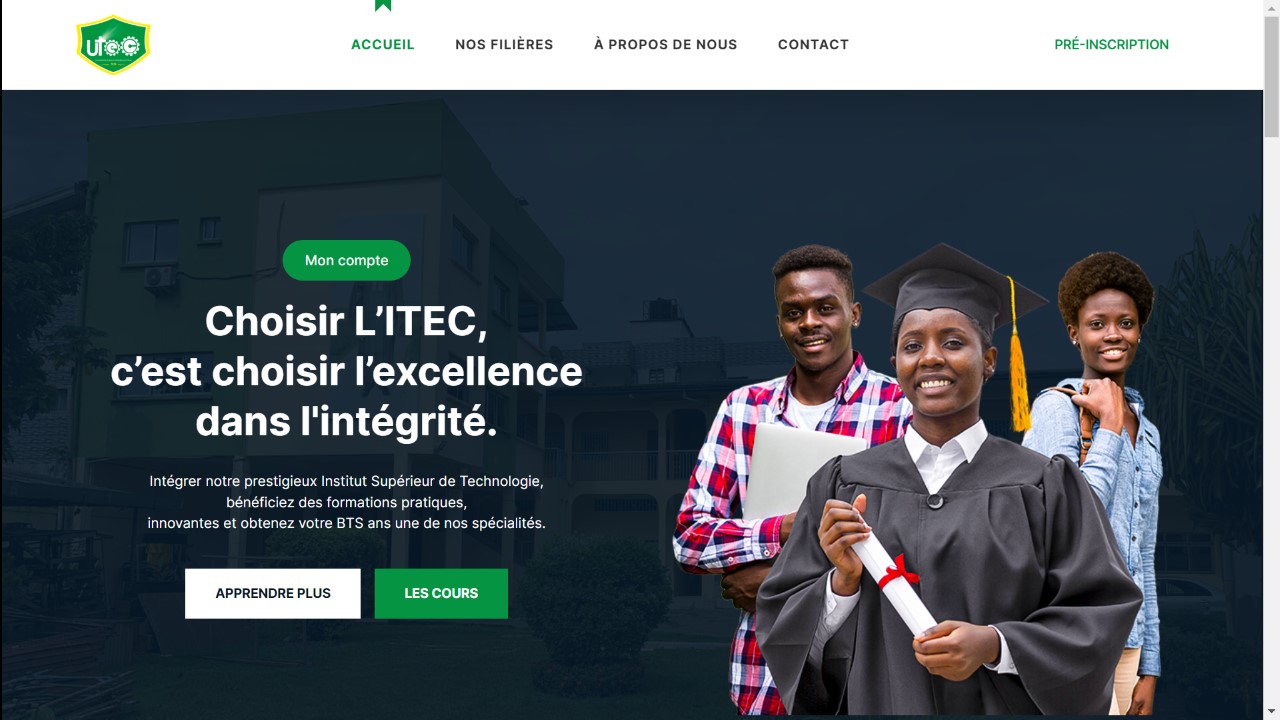 utec
ACCUEIL
NOS FILIÈRES
À PROPOS DE NOUS
CONTACT
PRÉ-INSCRIPTION
Mon compte
Choisir L’ITEC,
c’est choisir l’excellence
dans l'intégrité.
Intégrer notre prestigieux Institut Supérieur de Technologie,
bénéficiez des formations pratiques,
innovantes et obtenez votre BTS ans une de nos spécialités.
APPRENDRE PLUS
LES COURS